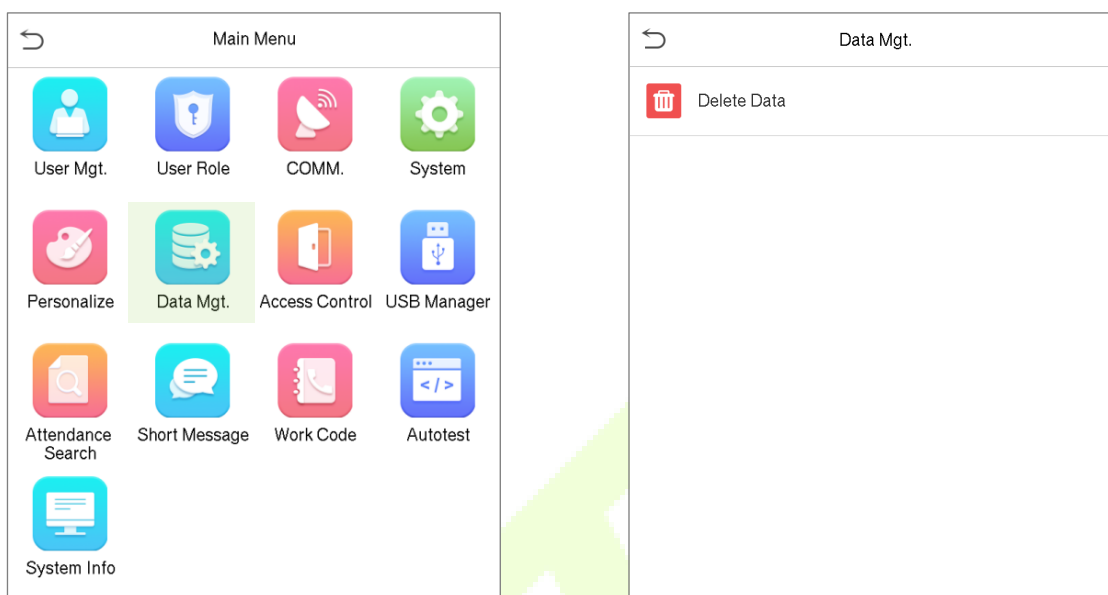 Main Menu
User Mgt.
User Role
COMM.
System
Personalize
Data Mgt.
Access Control
USB Manager
Attendance
Search
Short Message
Work Code
</>
Autotest
System Info
Data Mgt.
Delete Data